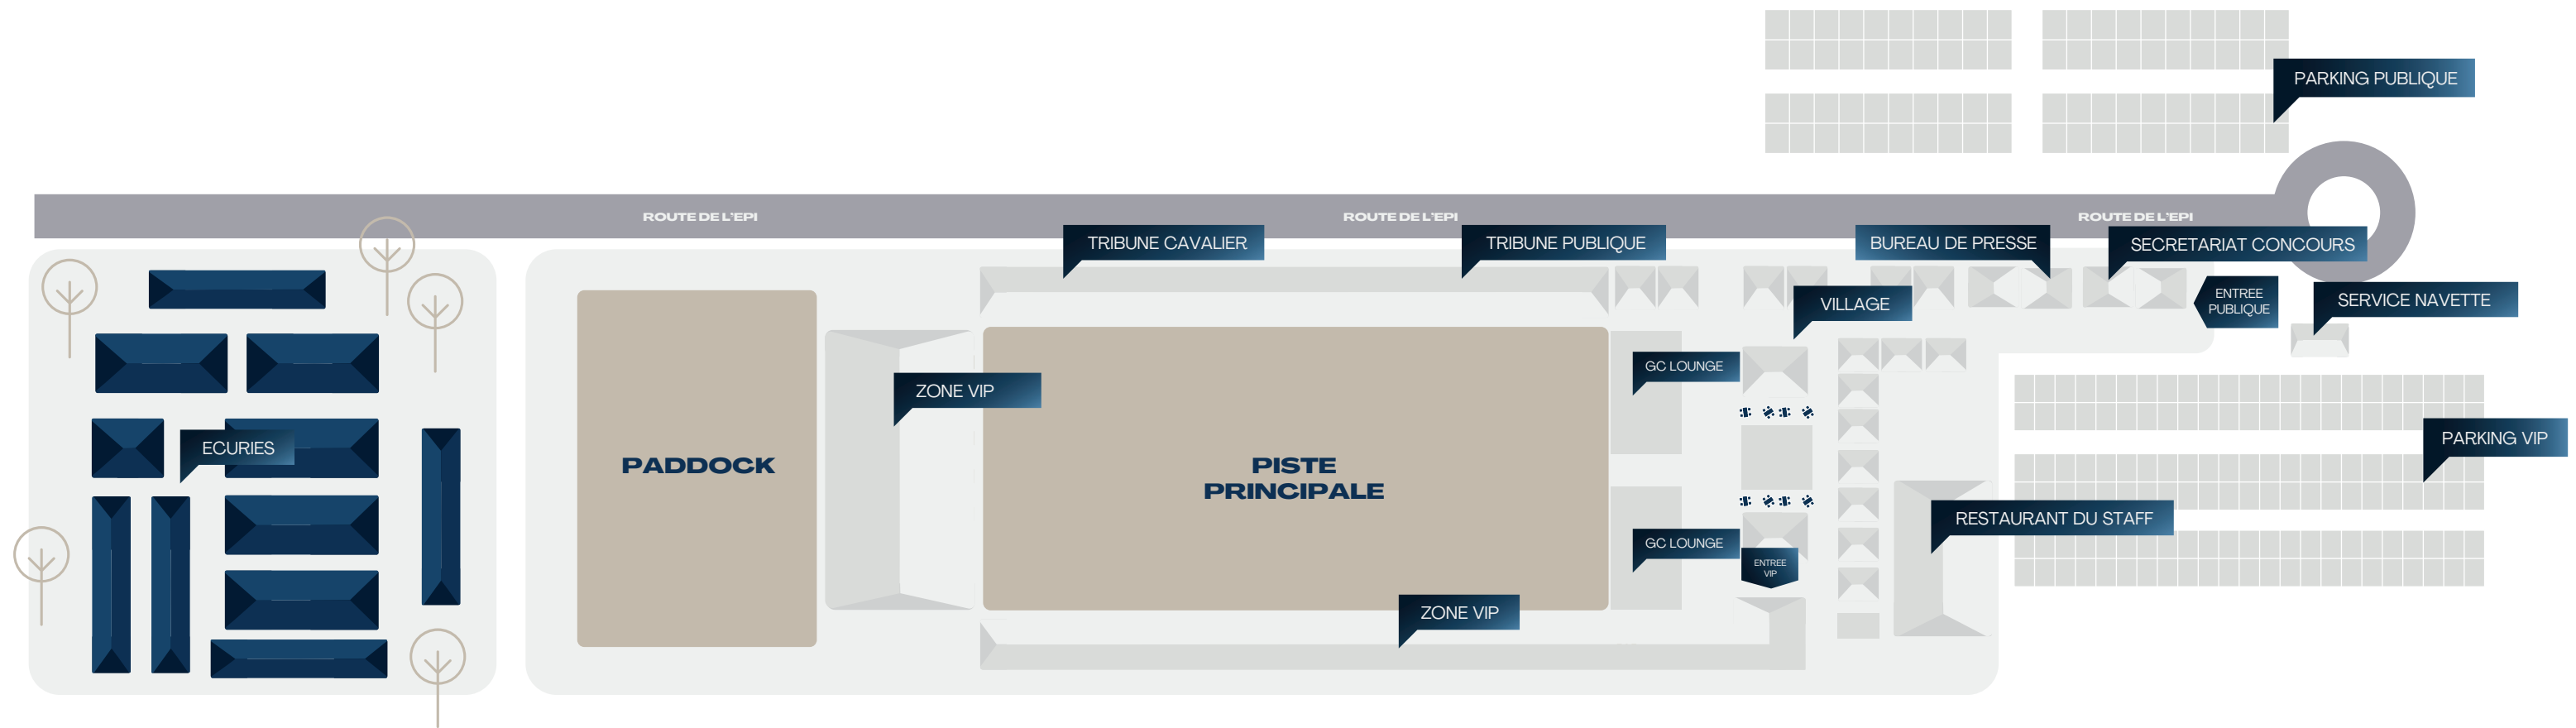 PARKING PUBLIQUE
ROUTE DE L'EPI
ROUTE DE L'EPI
ROUTE DE L'EPI
TRIBUNE CAVALIER
TRIBUNE PUBLIQUE
BUREAU DE PRESSE
SECRETARIAT CONCOURS
ENTREE
PUBLIQUE
SERVICE NAVETTE
VILLAGE
GC LOUNGE
ZONE VIP
ECURIES
PADDOCK
PISTE
PRINCIPALE
PARKING VIP
RESTAURANT DU STAFF
GC LOUNGE
ENTREE
VIP
ZONE VIP